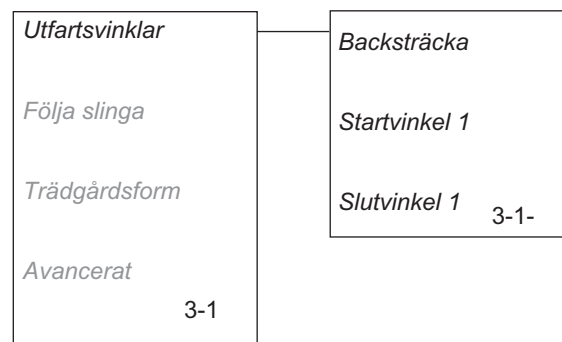 Utfartsvinklar
Följa slinga
Trädgårdsform
Avancerat
3-1
Backsträcka
Startvinkel 1
Slutvinkel 1
3-1-